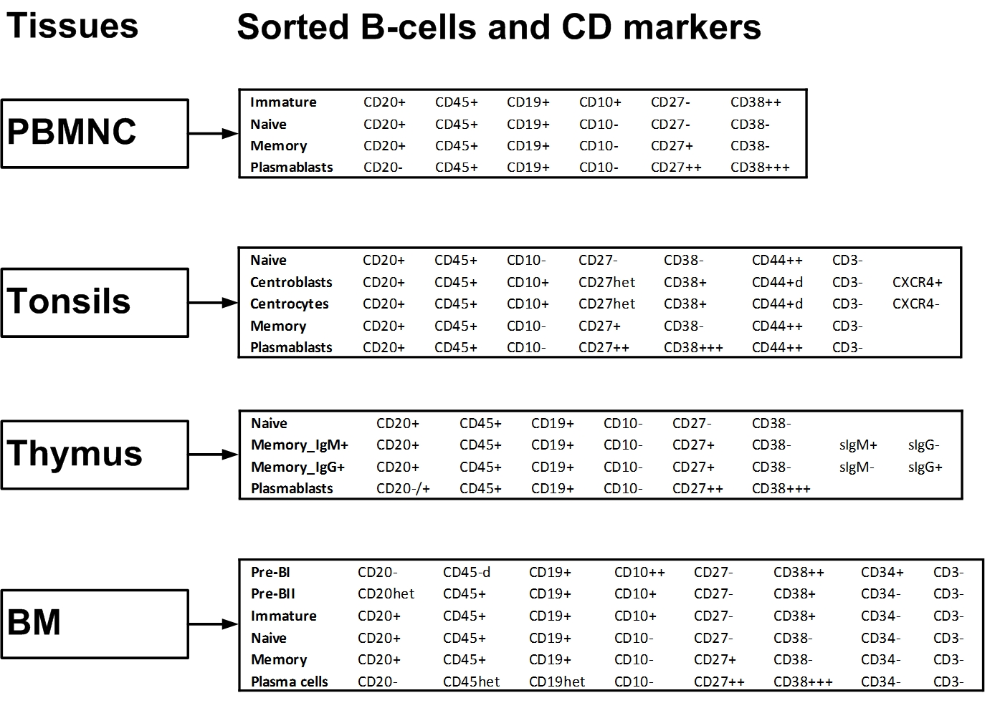 Tissues Sorted B-cells and CD markers
PBMNC
Immature CD20+ CD45+ CD19+ CD10+ CD27- CD38++
Naive CD20+ CD45+ CD19+ CD10- CD27- CD38-
Memory CD20+ CD45+ CD19+ CD10- CD27+ CD38-
Plasmablasts CD20- CD45+ CD19+ CD10- CD27++ CD38+++
Tonsils
Naive CD20+ CD45+ CD10- CD27- CD38- CD44++ CD3-
Centroblasts CD20+ CD45+ CD10+ CD27het CD38+ CD44+d CD3- CXCR4+
Centrocytes CD20+ CD45+ CD10+ CD27het CD38+ CD44+d CD3- CXCR4-
Memory CD20+ CD45+ CD10- CD27+ CD38- CD44++ CD3-
Plasmablasts CD20+ CD45+ CD10- CD27++ CD38+++ CD44++ CD3-
Thymus
Naive CD20+ CD45+ CD19+ CD10- CD27- CD38-
Memory_IgM+ CD20+ CD45+ CD19+ CD10- CD27+ CD38- sIgM+ sIgG-
Memory_IgG+ CD20+ CD45+ CD19+ CD10- CD27+ CD38- sIgM- sIgG+
Plasmablasts CD20-/+ CD45+ CD19+ CD10- CD27++ CD38+++
BM
Pre-BI CD20- CD45-d CD19+ CD10++ CD27- CD38++ CD34+ CD3-
Pre-BII CD20het CD45+ CD19+ CD10+ CD27- CD38+ CD34- CD3-
Immature CD20+ CD45+ CD19+ CD10+ CD27- CD38+ CD34- CD3-
Naive CD20+ CD45+ CD19+ CD10- CD27- CD38- CD34- CD3-
Memory CD20+ CD45+ CD19+ CD10- CD27+ CD38- CD34- CD3-
Plasma cells CD20- CD45het CD19het CD10- CD27++ CD38+++ CD34- CD3-